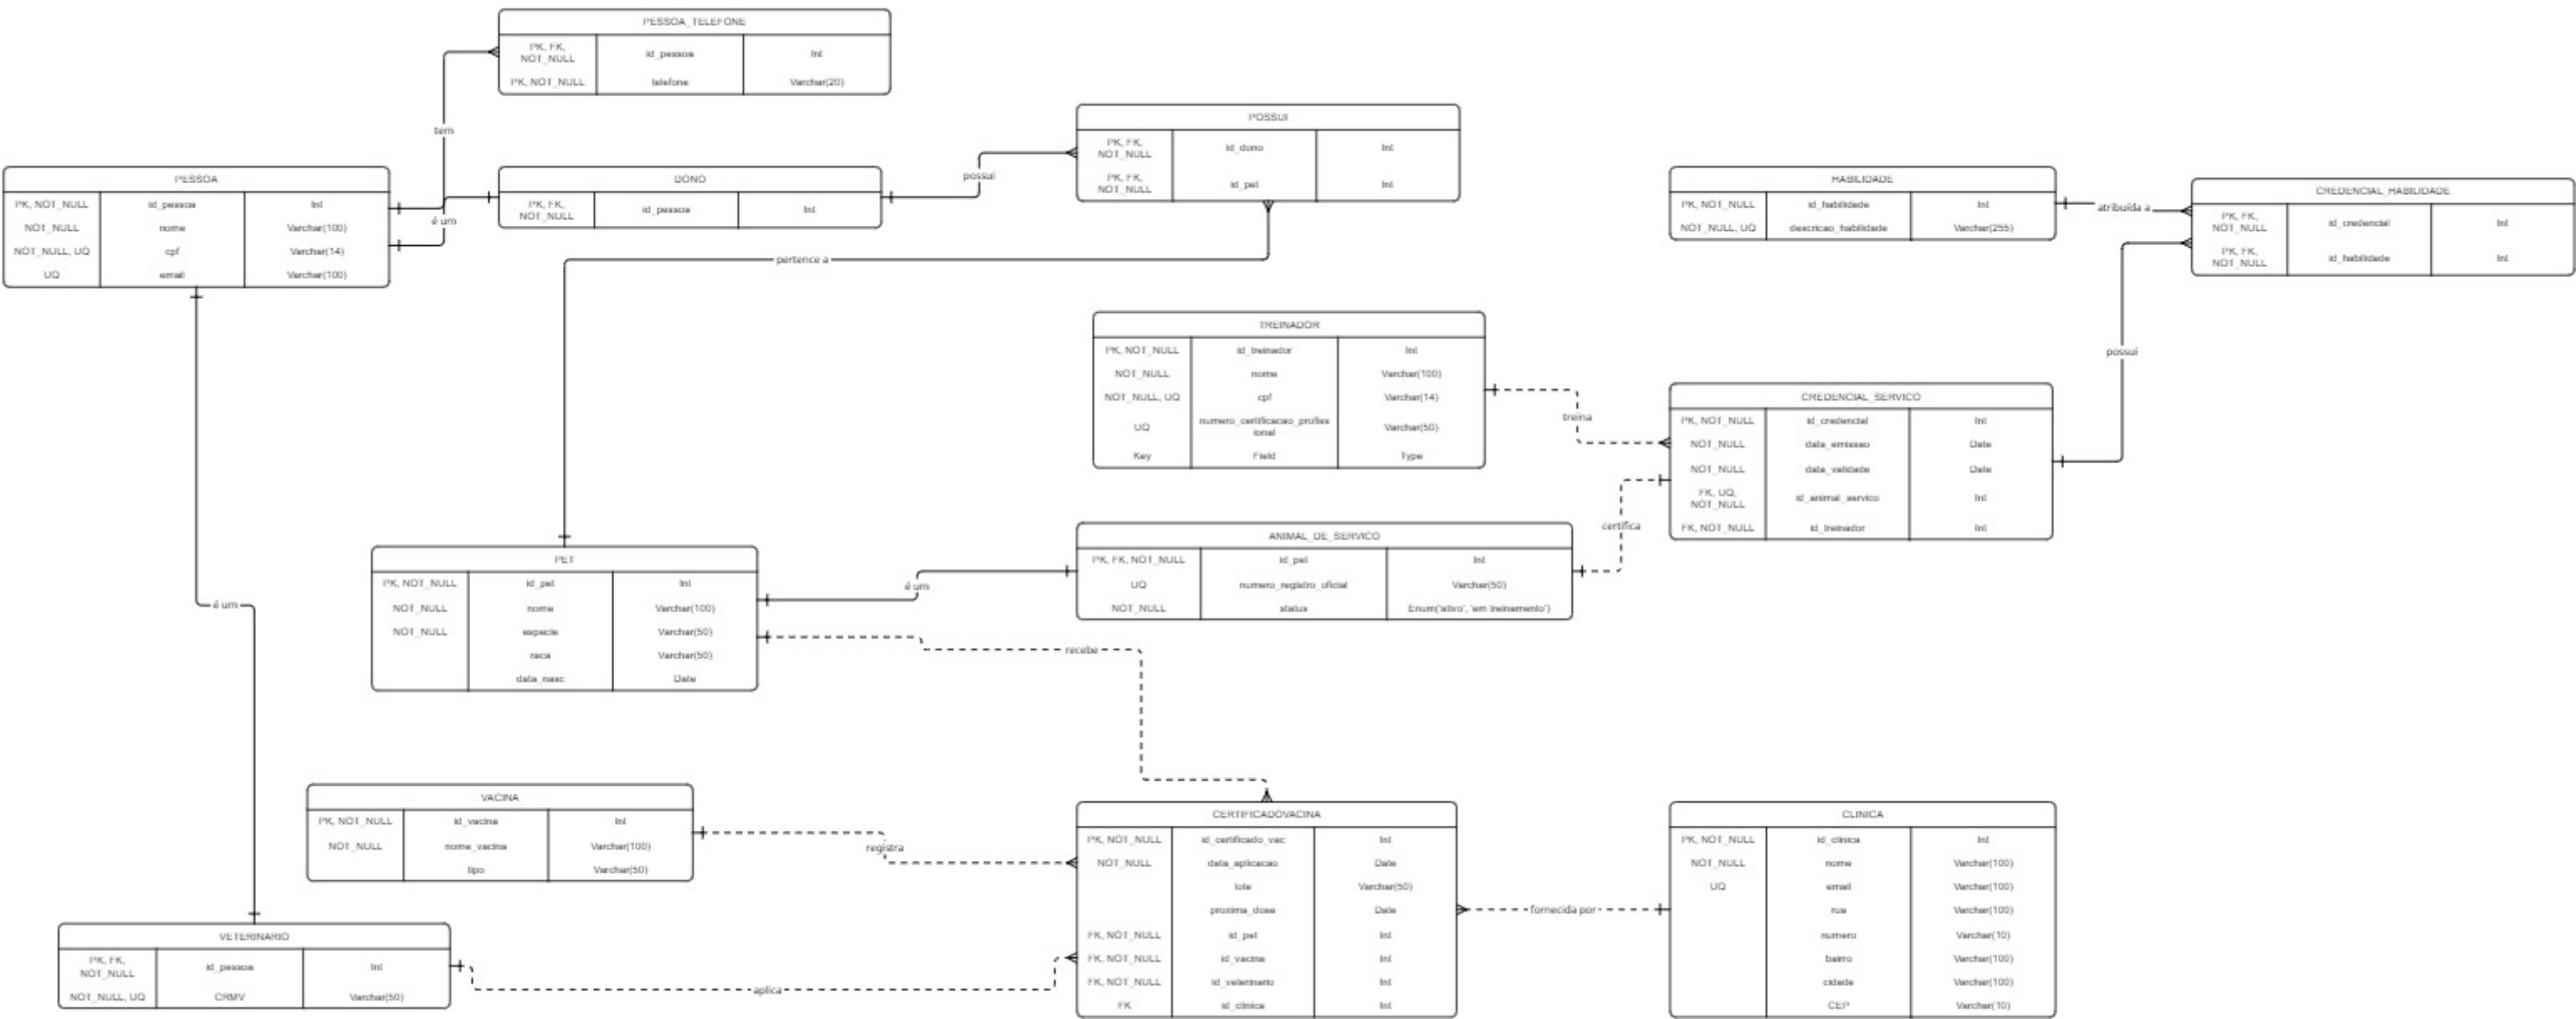 PESSOA_TELEFONE
PK, FK,
NOT_NULL
id_pessoa
Int
PK, NOT_NULL
telefone
Varchar(20)
tem
PESSOA
PK, NOT_NULL
id_pessoa
Int
NOT_NULL
nome
Varchar(100)
NOT_NULL, UQ
cpf
Varchar(14)
UQ
email
Varchar(100)
é um
DONO
PK, FK,
NOT_NULL
id_pessoa
Int
possui
POSSUI
PK, FK,
NOT_NULL
id_dono
Int
PK, FK,
NOT_NULL
id_pet
Int
pertence a
HABILIDADE
PK, NOT_NULL
id_habilidade
Int
NOT_NULL, UQ
descricao_habilidade
Varchar(255)
atribuída a
CREDENCIAL_HABILIDADE
PK, FK,
NOT_NULL
id_credencial
Int
PK, FK,
NOT_NULL
id_habilidade
Int
possui
TREINADOR
PK, NOT_NULL
id_treinador
Int
NOT_NULL
nome
Varchar(100)
NOT_NULL, UQ
cpf
Varchar(14)
UQ
numero_certificacao_profiss
ional
Varchar(50)
Key
Field
Type
treina
CREDENCIAL_SERVICO
PK, NOT_NULL
id_credencial
Int
NOT_NULL
data_emissao
Date
NOT_NULL
data_validade
Date
FK, UQ,
NOT_NULL
id_animal_servico
Int
FK, NOT_NULL
id_treinador
Int
certifica
ANIMAL_DE_SERVICO
PK, FK, NOT_NULL
id_pet
Int
UQ
numero_registro_oficial
Varchar(50)
NOT_NULL
status
Enum('ativo', 'em treinamento')
é um
PET
PK, NOT_NULL
id_pet
Int
NOT_NULL
nome
Varchar(100)
NOT_NULL
especie
Varchar(50)
raca
Varchar(50)
data_nasc
Date
é um
recebe
VACINA
PK, NOT_NULL
id_vacina
Int
NOT_NULL
nome_vacina
Varchar(100)
tipo
Varchar(50)
registra
CERTIFICADOVACINA
PK, NOT_NULL
id_certificado_vac
Int
NOT_NULL
data_aplicacao
Date
lote
Varchar(50)
proxima_dose
Date
FK, NOT_NULL
id_pet
Int
FK, NOT_NULL
id_vacina
Int
FK, NOT_NULL
id_veterinario
Int
FK
id_clinica
Int
fornecida por
CLINICA
PK, NOT_NULL
id_clinica
Int
NOT_NULL
nome
Varchar(100)
UQ
email
Varchar(100)
rua
Varchar(100)
numero
Varchar(10)
bairro
Varchar(100)
cidade
Varchar(100)
CEP
Varchar(10)
VETERINARIO
PK, FK,
NOT_NULL
id_pessoa
Int
NOT_NULL, UQ
CRMV
Varchar(50)
aplica